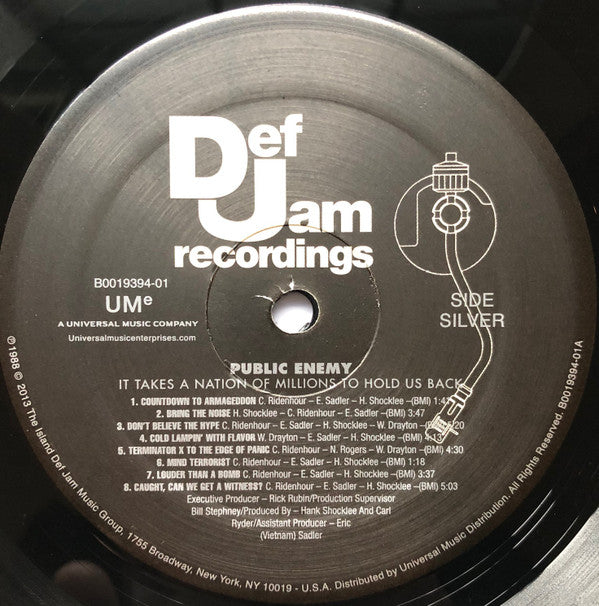 Def
Jam
recordings
B0019394-01
UMe
A UNIVERSAL MUSIC COMPANY
Universalmusicenterprises.com
SIDE
SILVER
PUBLIC ENEMY
IT TAKES A NATION OF MILLIONS TO HOLD US BACK
1. COUNTDOWN TO ARMAGEDDON C. Ridenhour – E. Sadler – H. Shocklee –(BMI) 1:41
2. BRING THE NOISE H. Shocklee – C. Ridenhour – E. Sadler –(BMI) 3:47
3. DON'T BELIEVE THE HYPE C. Ridenhour – E. Sadler – H. Shocklee –(BMI) :20
4. COLD LAMPIN' WITH FLAVOR W. Drayton – E. Sadler – H. Shocklee –(BMI) 4:13
5. TERMINATOR X TO THE EDGE OF PANIC C. Ridenhour – N. Rogers – W. Drayton –(BMI) 4:30
6. MIND TERRORIST C. Ridenhour – E. Sadler – H. Shocklee –(BMI) 1:18
7. LOUDER THAN A BOMB C. Ridenhour – E. Sadler – H. Shocklee –(BMI) 3:37
8. CAUGHT, CAN WE GET A WITNESS? C. Ridenhour – E. Sadler – H. Shocklee –(BMI) 5:03
Executive Producer – Rick Rubin/Production Supervisor
Bill Stephney/Produced By – Hank Shocklee And Carl
Ryder/Assistant Producer – Eric
(Vietnam) Sadler
℗1988 © 2013 The Island Def Jam Music Group, 1755 Broadway, New York, NY 10019 - U.S.A. Distributed by Universal Music Distribution. All Rights Reserved. B0019394-01A